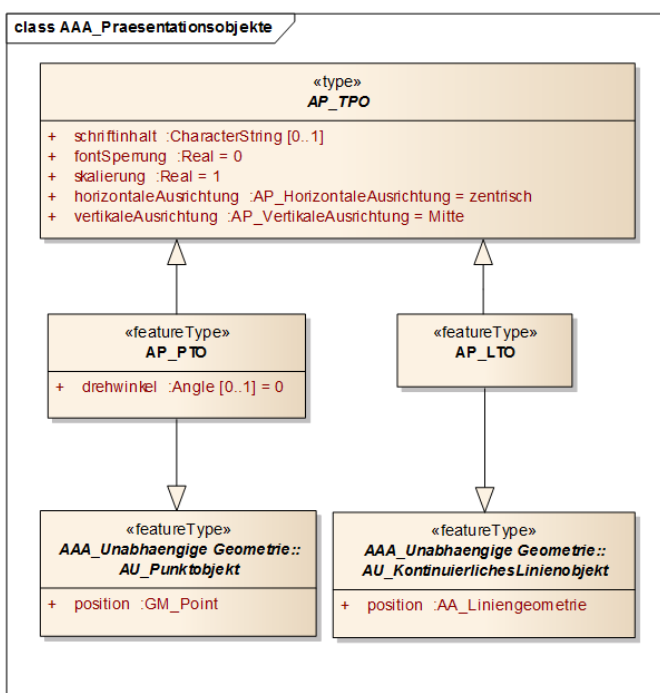 class AAA_Praesentationsobjekte
«type»
AP_TPO
+ schriftinhalt :CharacterString [0..1]
+ fontSperrung :Real = 0
+ skalierung :Real = 1
+ horizontaleAusrichtung :AP_HorizontaleAusrichtung = zentrisch
+ vertikaleAusrichtung :AP_VertikaleAusrichtung = Mitte
«featureType»
AP_PTO
+ drehwinkel :Angle [0..1] = 0
«featureType»
AP_LTO
«featureType»
AAA_Unabhaengige Geometrie::
AU_Punktobjekt
+ position :GM_Point
«featureType»
AAA_Unabhaengige Geometrie::
AU_KontinuierlichesLinienobjekt
+ position :AA_Liniengeometrie